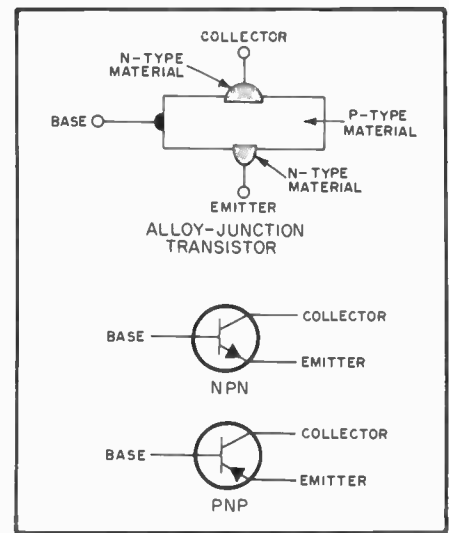 COLLECTOR
N-TYPE
MATERIAL
BASE
P-TYPE
MATERIAL
N-TYPE
MATERIAL
EMITTER
ALLOY-JUNCTION
TRANSISTOR
COLLECTOR
BASE
EMITTER
NPN
COLLECTOR
BASE
EMITTER
PNP